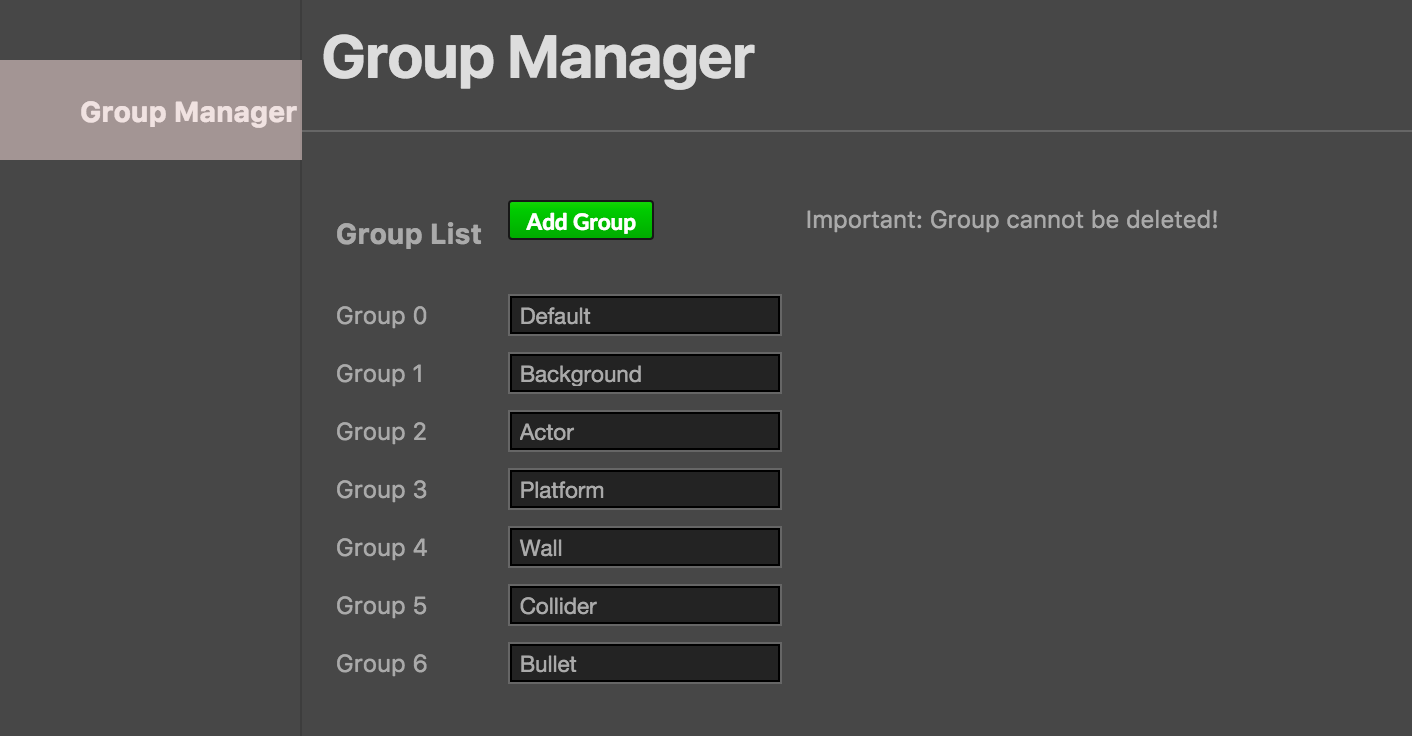 Group Manager
Group Manager
Group List Add Group Important: Group cannot be deleted!
Group 0 Default
Group 1 Background
Group 2 Actor
Group 3 Platform
Group 4 Wall
Group 5 Collider
Group 6 Bullet